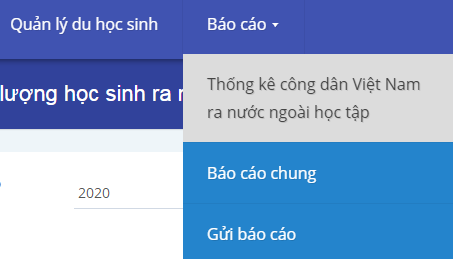 Quản lý du học sinh Báo cáo
Thống kê công dân Việt Nam
ra nước ngoài học tập
lượng học sinh ra
Báo cáo chung
2020
Gửi báo cáo